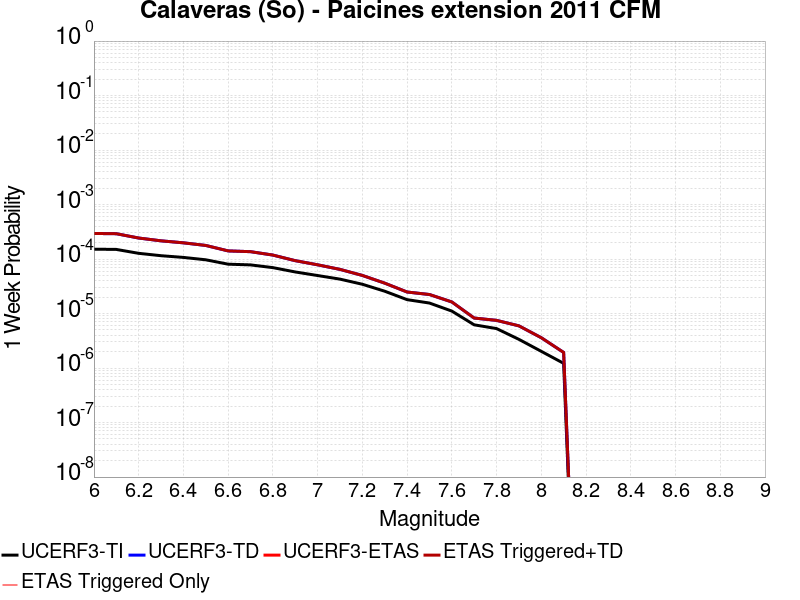 Calaveras (So) - Paicines extension 2011 CFM
10^0
10^-1
10^-2
10^-3
10^-4
10^-5
10^-6
10^-7
10^-8
1 Week Probability
6 6.2 6.4 6.6 6.8 7 7.2 7.4 7.6 7.8 8 8.2 8.4 8.6 8.8 9
Magnitude
UCERF3-TI UCERF3-TD UCERF3-ETAS ETAS Triggered+TD
ETAS Triggered Only